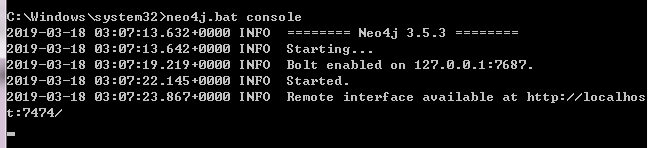 C:\Windows\system32>neo4j.bat console
2019-03-18 03:07:13.632+0000 INFO  ======== Neo4j 3.5.3 ========
2019-03-18 03:07:13.642+0000 INFO  Starting...
2019-03-18 03:07:19.219+0000 INFO  Bolt enabled on 127.0.0.1:7687.
2019-03-18 03:07:22.145+0000 INFO  Started.
2019-03-18 03:07:23.867+0000 INFO  Remote interface available at http://localhos
t:7474/